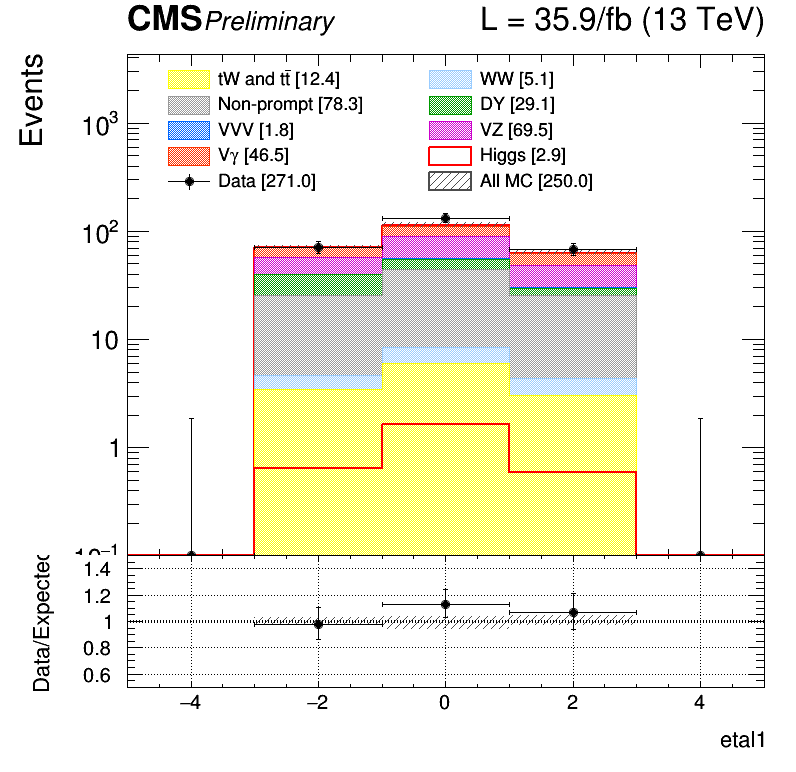 CMS Preliminary L = 35.9/fb (13 TeV)
Events
tW and tt̄ [12.4] WW [5.1]
Non-prompt [78.3] DY [29.1]
VVV [1.8] VZ [69.5]
Vγ [46.5] Higgs [2.9]
Data [271.0] All MC [250.0]
10³
10²
10
1
Data/Expected
1.4
1.2
1
0.8
0.6
−4 −2 0 2 4
etal1